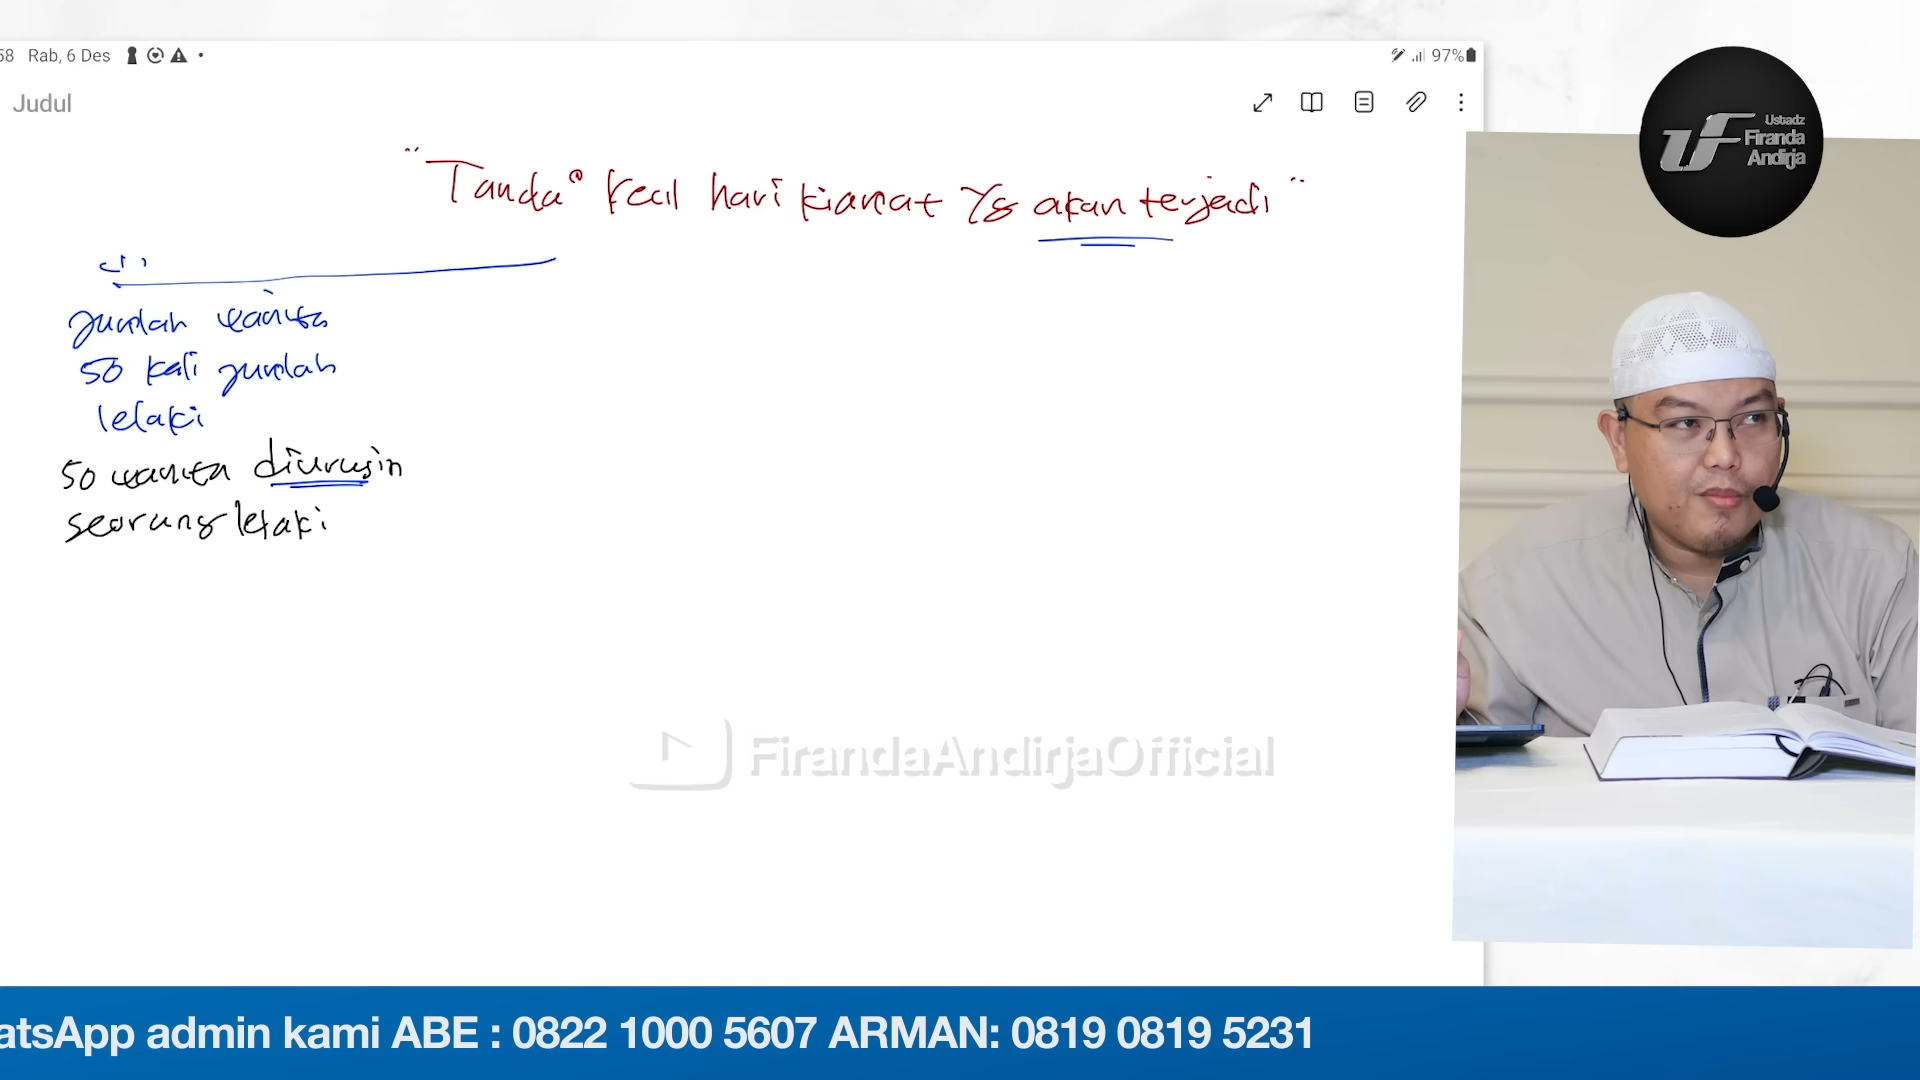 58 Rab, 6 Des
97%
Judul
Ustadz
Firanda
Andirja
"Tanda² kecil hari kiamat Yg akan terjadi"
jumlah wanita
50 kali jumlah
lelaki
50 wanita diurusin
seorang lelaki
FirandaAndirjaOfficial
atsApp admin kami ABE : 0822 1000 5607 ARMAN: 0819 0819 5231